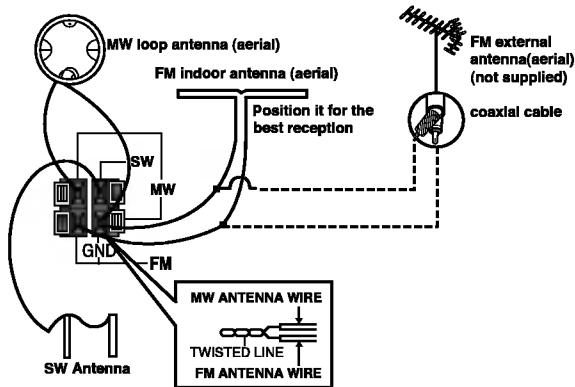 MW loop antenna (aerial)
FM indoor antenna (aerial)
Position it for the
best reception
FM external
antenna(aerial)
(not supplied)
coaxial cable
SW
MW
GND
FM
MW ANTENNA WIRE
TWISTED LINE
FM ANTENNA WIRE
SW Antenna